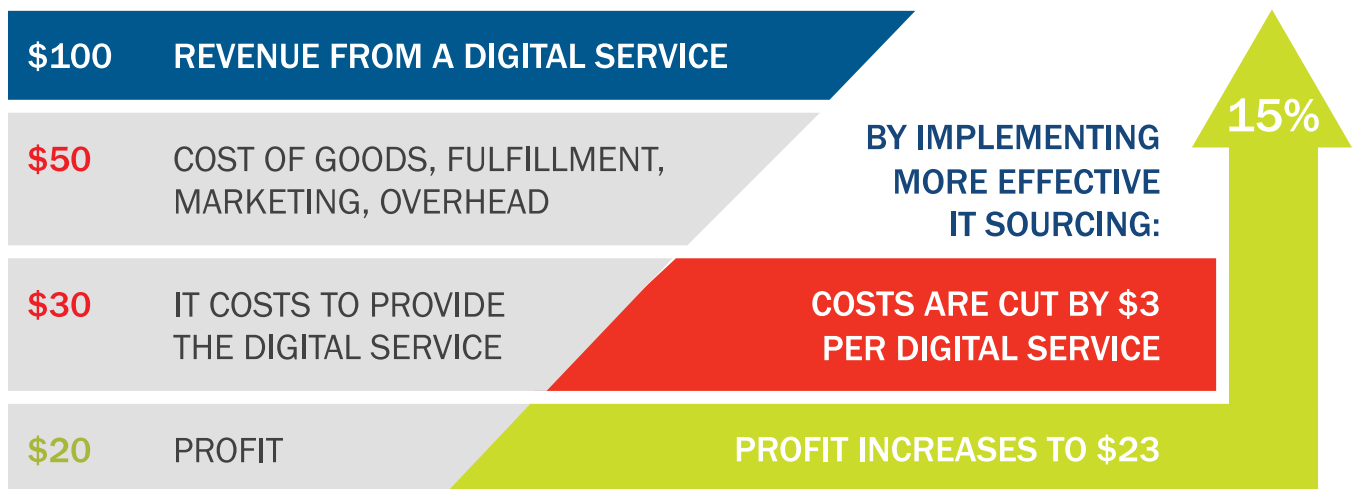 $100 REVENUE FROM A DIGITAL SERVICE
$50 COST OF GOODS, FULFILLMENT,
MARKETING, OVERHEAD
$30 IT COSTS TO PROVIDE
THE DIGITAL SERVICE
$20 PROFIT
BY IMPLEMENTING
MORE EFFECTIVE
IT SOURCING:
COSTS ARE CUT BY $3
PER DIGITAL SERVICE
PROFIT INCREASES TO $23
15%